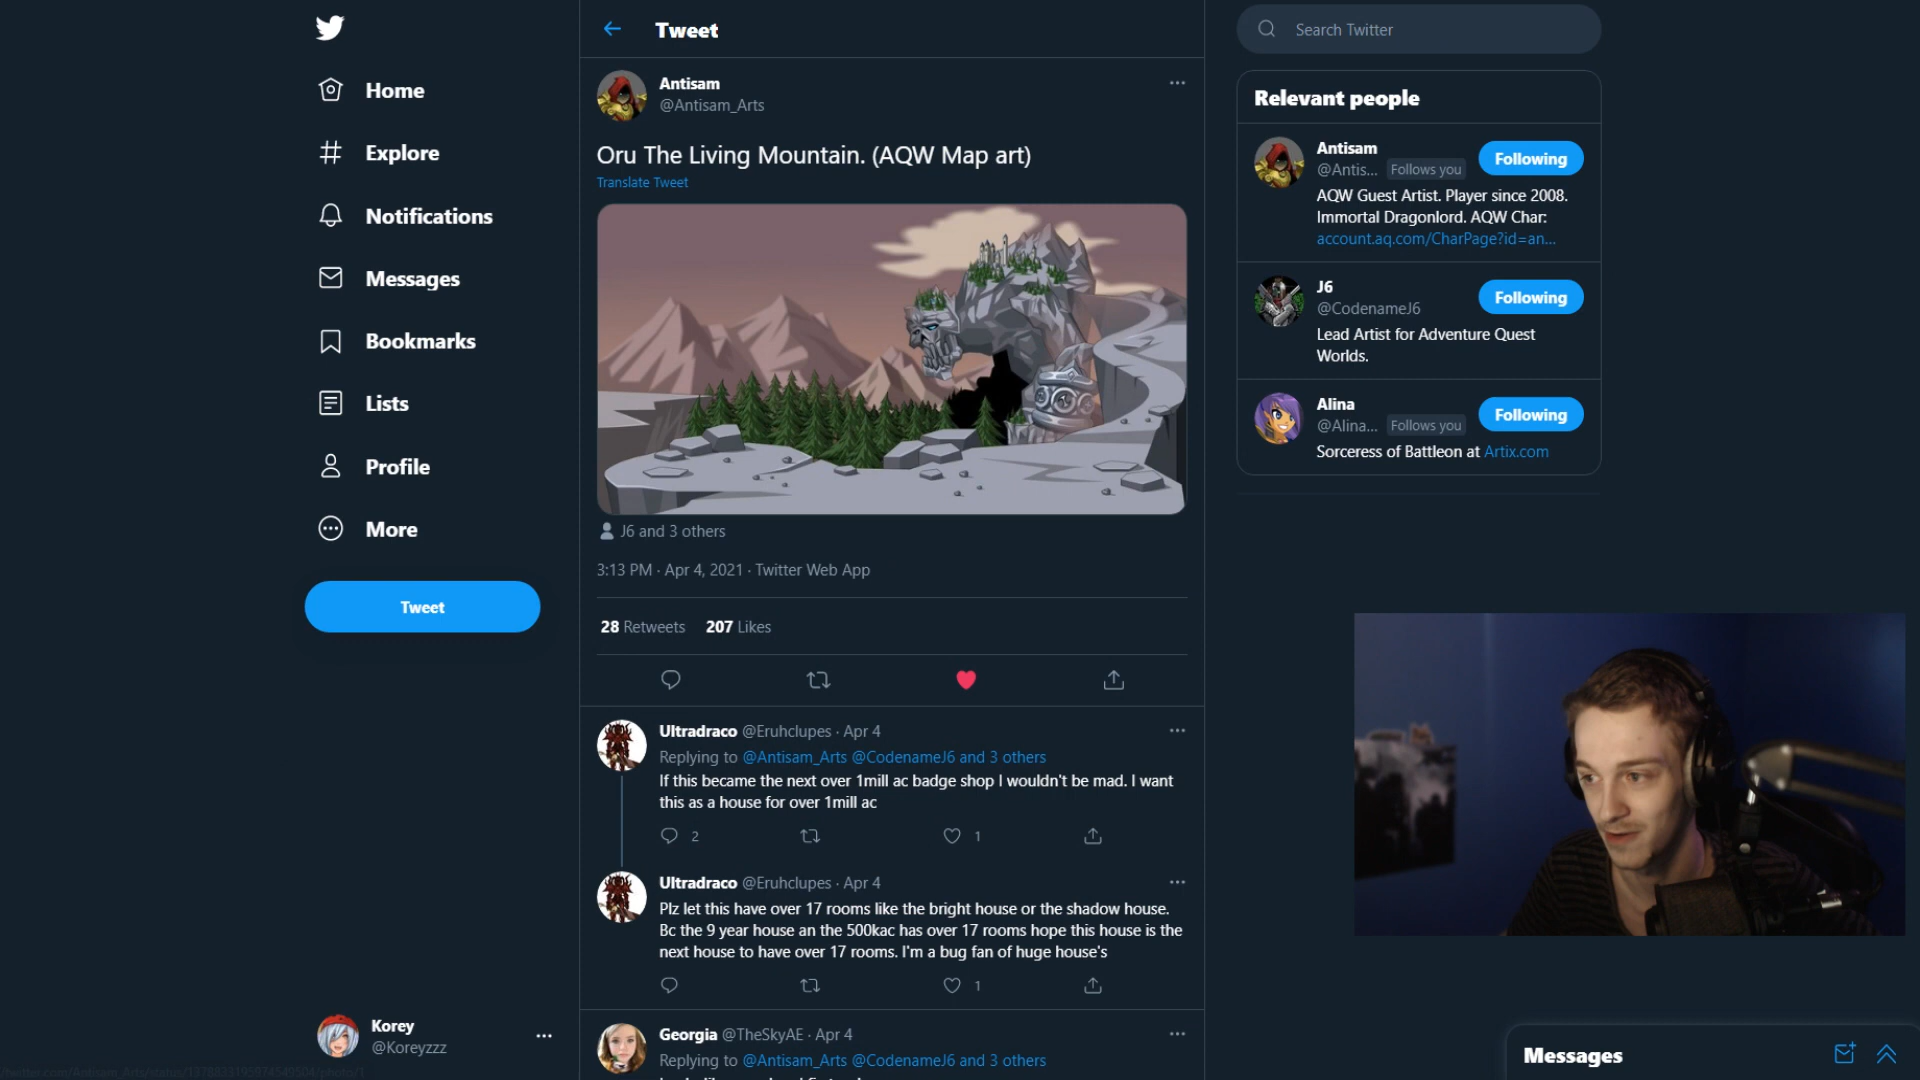 Home
Explore
Notifications
Messages
Bookmarks
Lists
Profile
More
Tweet
Korey
@Koreyzzz
Tweet
Antisam
@Antisam_Arts
Oru The Living Mountain. (AQW Map art)
Translate Tweet
J6 and 3 others
3:13 PM · Apr 4, 2021 · Twitter Web App
28 Retweets 207 Likes
Ultradraco @Eruhclupes · Apr 4
Replying to @Antisam_Arts @CodenameJ6 and 3 others
If this became the next over 1mill ac badge shop I wouldn't be mad. I want
this as a house for over 1mill ac
2 1
Ultradraco @Eruhclupes · Apr 4
Plz let this have over 17 rooms like the bright house or the shadow house.
Bc the 9 year house an the 500kac has over 17 rooms hope this house is the
next house to have over 17 rooms. I'm a bug fan of huge house's
1
Georgia @TheSkyAE · Apr 4
Replying to @Antisam_Arts @CodenameJ6 and 3 others
Search Twitter
Relevant people
Antisam
@Antis... Follows you
Following
AQW Guest Artist. Player since 2008.
Immortal Dragonlord. AQW Char:
account.aq.com/CharPage?id=an...
J6
@CodenameJ6
Following
Lead Artist for Adventure Quest
Worlds.
Alina
@Alina... Follows you
Following
Sorceress of Battleon at Artix.com
Messages